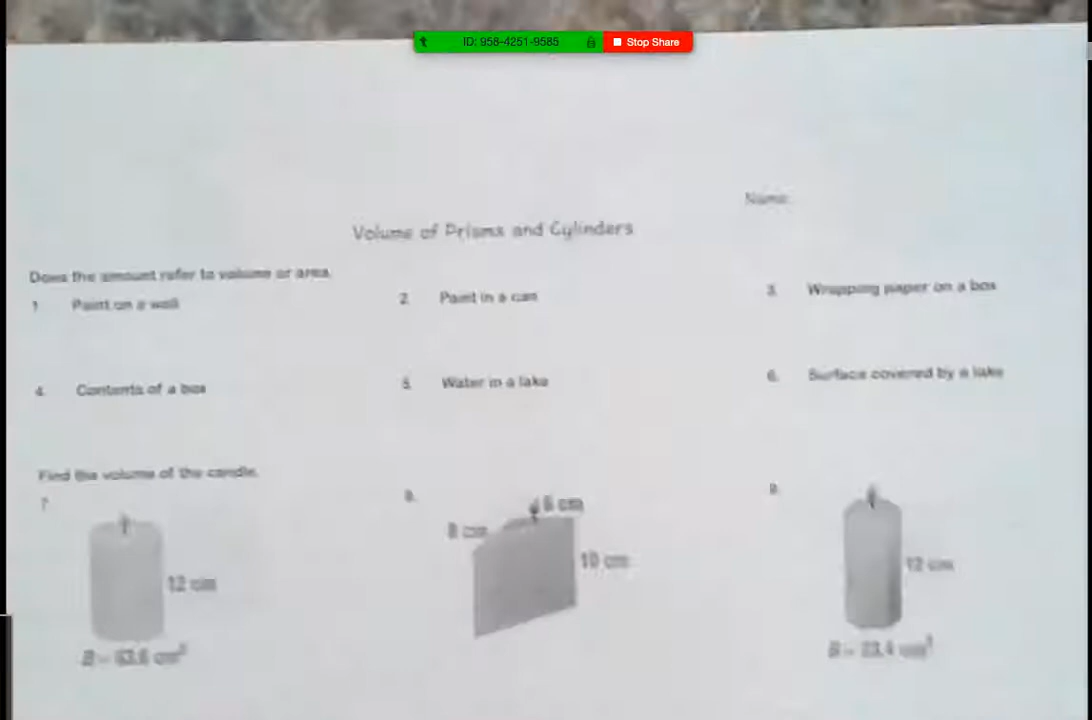 ID: 958-4251-9585 Stop Share
Name:
Volume of Prisms and Cylinders
Does the amount refer to volume or area
1 Paint on a wall
2. Paint in a can
3. Wrapping paper on a box
4. Contents of a box
5. Water in a lake
6. Surface covered by a lake
Find the volume of the candle.
7.
12 cm
8.
8 cm
10 cm
9.
12 cm